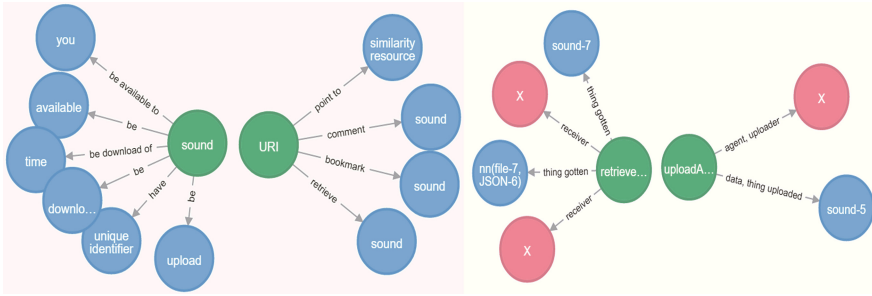 you
be available to
available
be
time
be download of
sound
be
downlo...
have
unique
identifier
be
upload
URI
point to
similarity
resource
comment
sound
bookmark
sound
retrieve
sound
sound-7
thing gotten
X
receiver
nn(file-7,
JSON-6)
thing gotten
retrieve...
receiver
X
uploadA...
agent, uploader
X
data, thing uploaded
sound-5